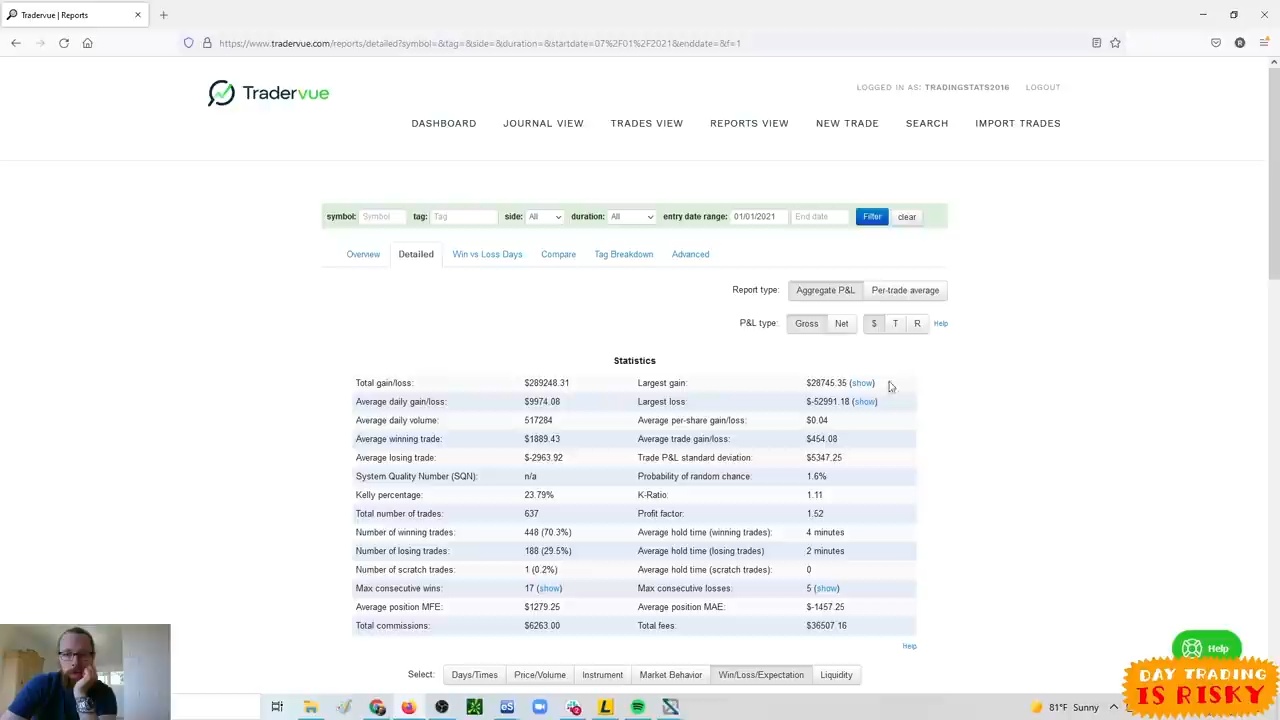 Tradervue | Reports
https://www.tradervue.com/reports/detailed?symbol=&tag=&side=&duration=&startdate=07%2F01%2F2021&enddate=&f=1
Tradervue
LOGGED IN AS: TRADINGSTATS2016 LOGOUT
DASHBOARD JOURNAL VIEW TRADES VIEW REPORTS VIEW NEW TRADE SEARCH IMPORT TRADES
symbol: Symbol tag: Tag side: All duration: All entry date range: 01/01/2021 End date Filter clear
Overview Detailed Win vs Loss Days Compare Tag Breakdown Advanced
Report type: Aggregate P&L Per-trade average
P&L type: Gross Net $ T R Help
Statistics
Total gain/loss: $289248.31 Largest gain: $28745.35 (show)
Average daily gain/loss: $9974.08 Largest loss: $-52991.18 (show)
Average daily volume: 517284 Average per-share gain/loss: $0.04
Average winning trade: $1889.43 Average trade gain/loss: $454.08
Average losing trade: $-2963.92 Trade P&L standard deviation: $5347.25
System Quality Number (SQN): n/a Probability of random chance: 1.6%
Kelly percentage: 23.79% K-Ratio: 1.11
Total number of trades: 637 Profit factor: 1.52
Number of winning trades: 448 (70.3%) Average hold time (winning trades): 4 minutes
Number of losing trades: 188 (29.5%) Average hold time (losing trades) 2 minutes
Number of scratch trades: 1 (0.2%) Average hold time (scratch trades): 0
Max consecutive wins: 17 (show) Max consecutive losses: 5 (show)
Average position MFE: $1279.25 Average position MAE: $-1457.25
Total commissions: $6263.00 Total fees: $36507.16
Help
Select: Days/Times Price/Volume Instrument Market Behavior Win/Loss/Expectation Liquidity
Help
DAY TRADING
IS RISKY
81°F Sunny